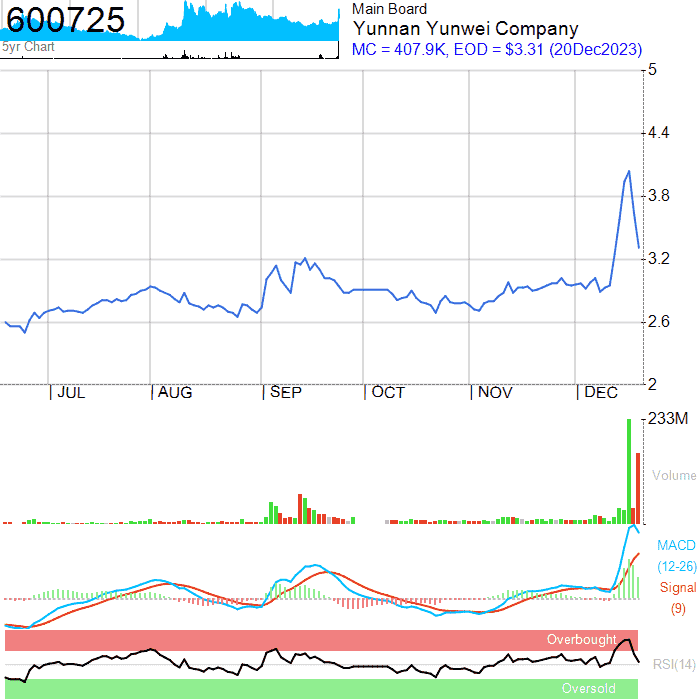 600725
5yr Chart
Main Board
Yunnan Yunwei Company
MC = 407.9K, EOD = $3.31 (20Dec2023)
5
4.4
3.8
3.2
2.6
2
JUL
AUG
SEP
OCT
NOV
DEC
233M
Volume
MACD
(12-26)
Signal
(9)
Overbought
RSI(14)
Oversold